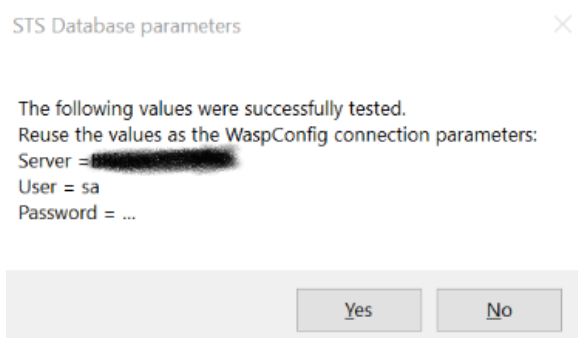 STS Database parameters
The following values were successfully tested.
Reuse the values as the WaspConfig connection parameters:
Server =
User = sa
Password = ...
Yes No